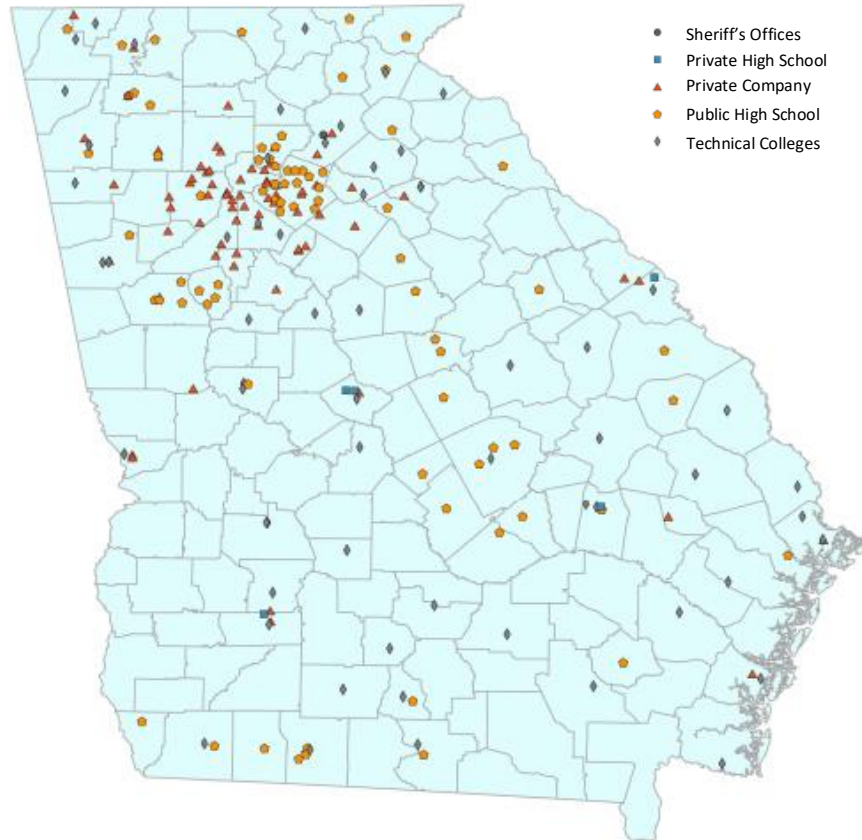 Sheriff's Offices
Private High School
Private Company
Public High School
Technical Colleges